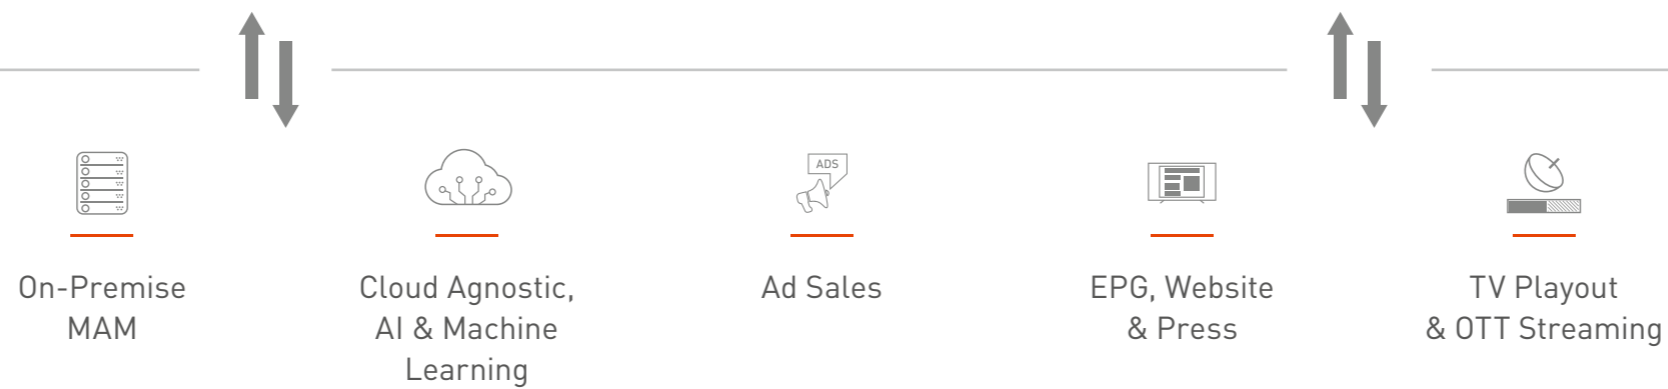 ADS
On-Premise
MAM
Cloud Agnostic,
AI & Machine
Learning
Ad Sales
EPG, Website
& Press
TV Playout
& OTT Streaming